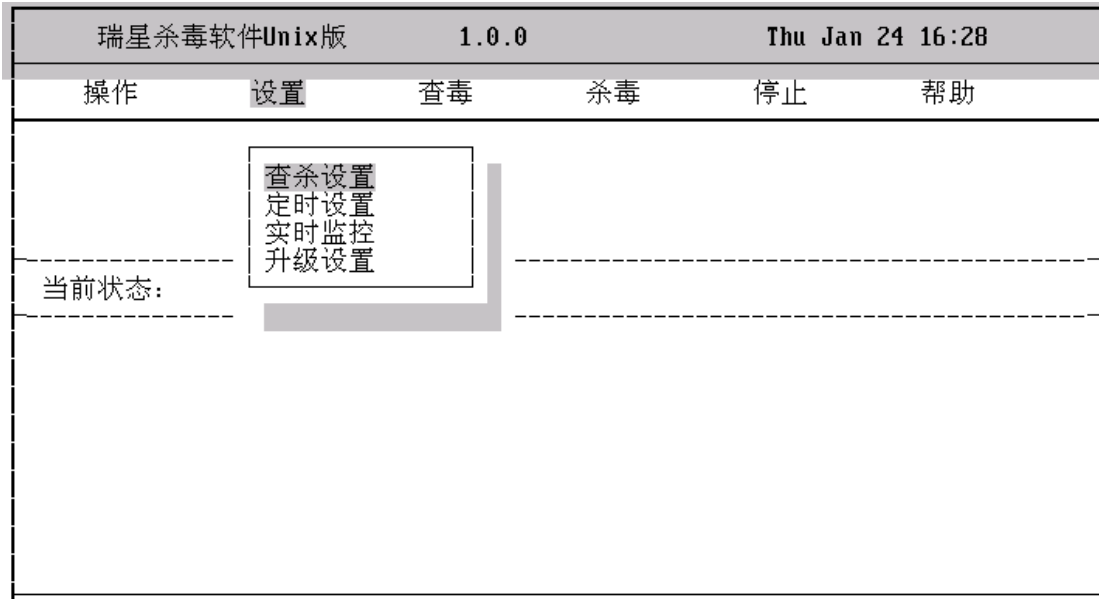 瑞星杀毒软件Unix版 1.0.0 Thu Jan 24 16:28
操作 设置 查毒 杀毒 停止 帮助
查杀设置
定时设置
实时监控
升级设置
当前状态：